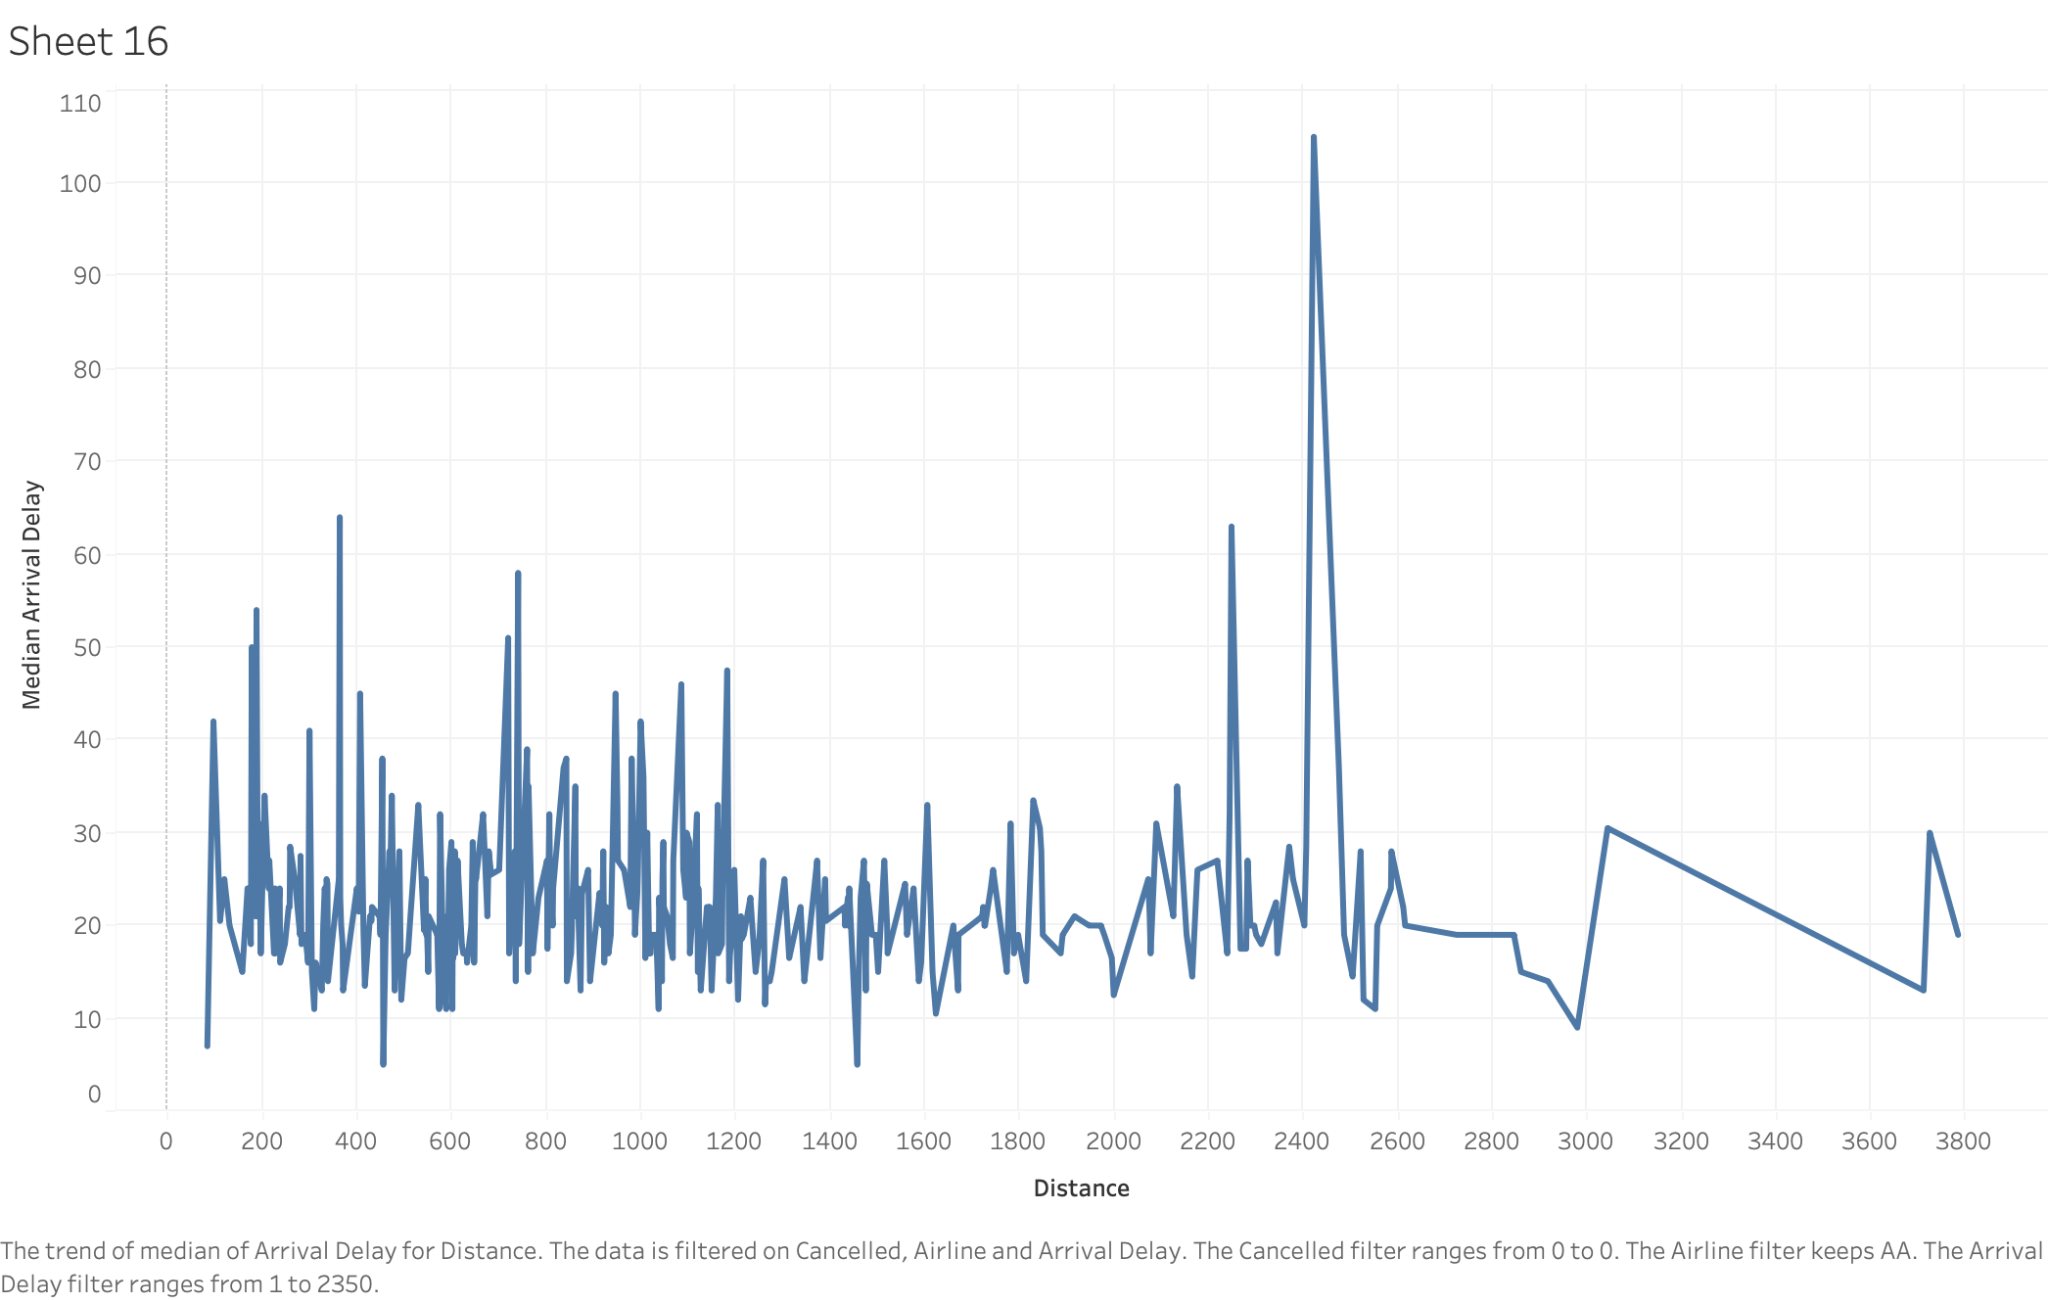 Sheet 16
110
100
90
80
70
60
50
40
30
20
10
0
Median Arrival Delay
0 200 400 600 800 1000 1200 1400 1600 1800 2000 2200 2400 2600 2800 3000 3200 3400 3600 3800
Distance
The trend of median of Arrival Delay for Distance. The data is filtered on Cancelled, Airline and Arrival Delay. The Cancelled filter ranges from 0 to 0. The Airline filter keeps AA. The Arrival
Delay filter ranges from 1 to 2350.